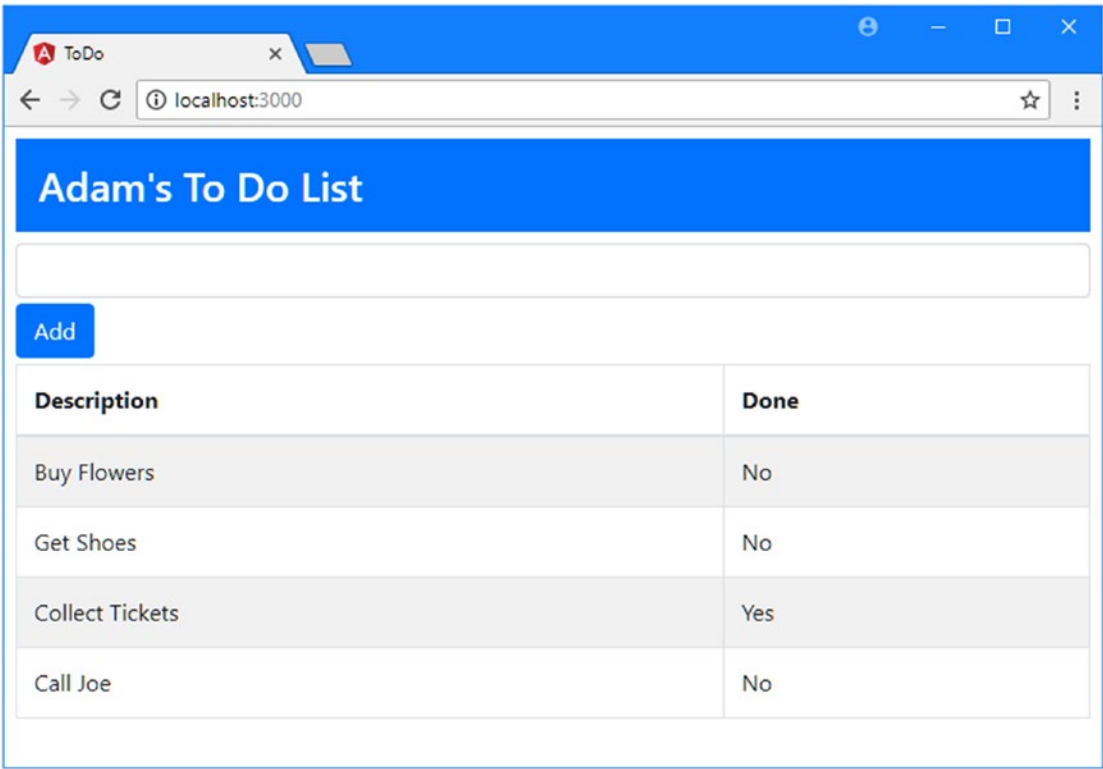 ToDo
localhost:3000
Adam's To Do List
Add
Description Done
Buy Flowers No
Get Shoes No
Collect Tickets Yes
Call Joe No